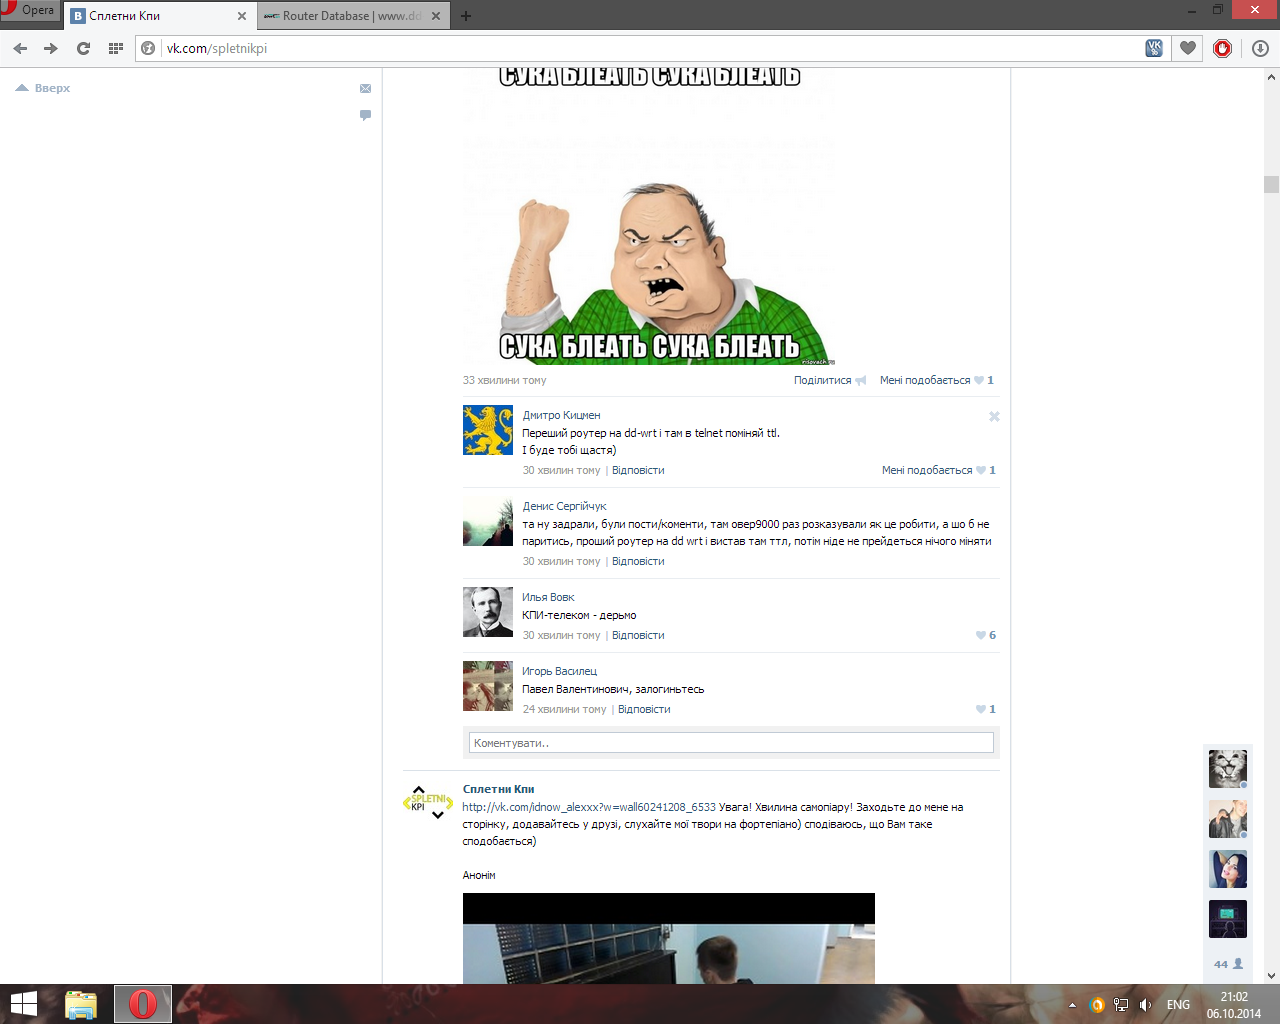 Opera
Сплетни Кпи
Router Database | www.dd
vk.com/spletnikpi
Вверх
СУКА БЛЕАТЬ СУКА БЛЕАТЬ
СУКА БЛЕАТЬ СУКА БЛЕАТЬ
risovach.ru
33 хвилини тому
Поділитися
Мені подобається 1
Дмитро Кицмен
Переший роутер на dd-wrt і там в telnet поміняй ttl.
І буде тобі щастя)
30 хвилин тому | Відповісти
Мені подобається 1
Денис Сергійчук
та ну задрали, були пости/коменти, там овер9000 раз розказували як це робити, а шо б не
паритись, проший роутер на dd wrt і вистав там ттл, потім ніде не прейдеться нічого міняти
30 хвилин тому | Відповісти
Илья Вовк
КПИ-телеком - дерьмо
30 хвилин тому | Відповісти
6
Игорь Василец
Павел Валентинович, залогиньтесь
24 хвилини тому | Відповісти
1
Коментувати..
SPLETNI
KPI
Сплетни Кпи
http://vk.com/idnow_alexxx?w=wall60241208_6533 Увага! Хвилина самопіару! Заходьте до мене на
сторінку, додавайтесь у друзі, слухайте мої твори на фортепіано) сподіваюсь, що Вам таке
сподобається)
Анонім
44
ENG
21:02
06.10.2014